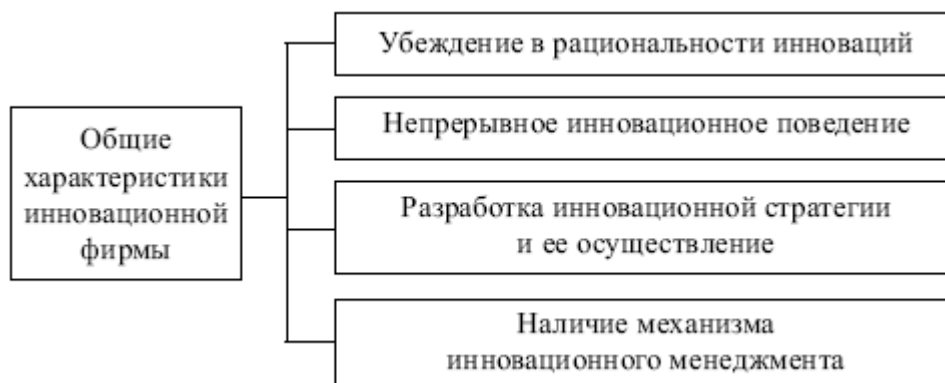 Общие
характеристики
инновационной
фирмы
Убеждение в рациональности инноваций
Непрерывное инновационное поведение
Разработка инновационной стратегии
и ее осуществление
Наличие механизма
инновационного менеджмента